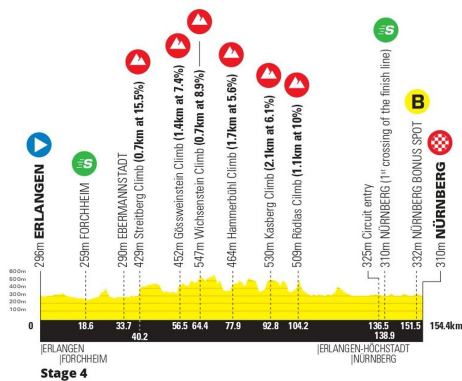 296m ERLANGEN
259m FORCHHEIM
290m EBERMANNSTADT
429m Streitberg Climb (0.7km at 15.5%)
452m Gössweinstein Climb (1.4km at 7.4%)
547m Wichsenstein Climb (0.7km at 8.9%)
464m Hammerbühl Climb (1.7km at 5.6%)
530m Kasberg Climb (2.1km at 6.1%)
509m Rödlas Climb (1.1km at 10%)
325m Circuit entry
310m NÜRNBERG (1st crossing of the finish line)
332m NÜRNBERG BONUS SPOT
310m NÜRNBERG
S
S
B
600m
500m
400m
300m
200m
100m
0 18.6 33.7 40.2 56.5 64.4 77.9 92.8 104.2 136.5 138.9 151.5 154.4km
|ERLANGEN
|FORCHHEIM
|ERLANGEN-HÖCHSTADT
|NÜRNBERG
Stage 4